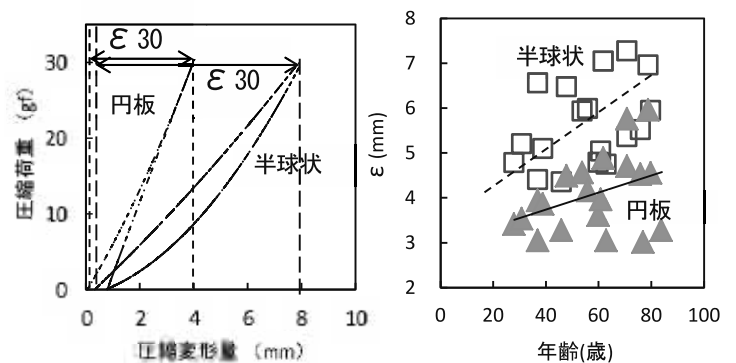 ε 30
ε 30
円板
半球状
圧縮荷重 (gf)
30
20
10
0
0 2 4 6 8 10
圧縮変形量 (mm)
半球状
円板
ε (mm)
8
7
6
5
4
3
2
0 20 40 60 80 100
年齢(歳)